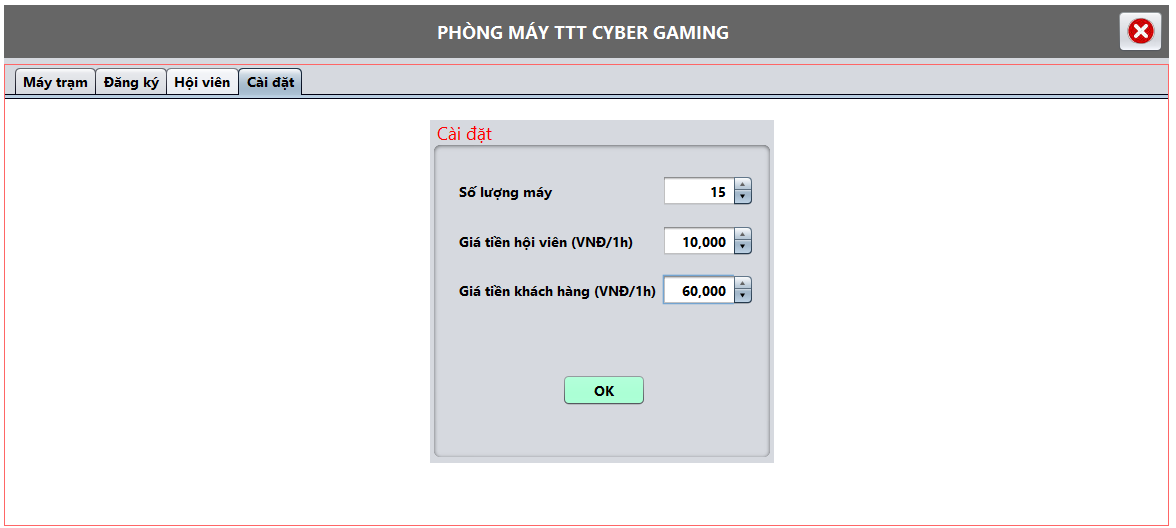 PHÒNG MÁY TTT CYBER GAMING
Máy trạm Đăng ký Hội viên Cài đặt
Cài đặt
Số lượng máy 15
Giá tiền hội viên (VNĐ/1h) 10,000
Giá tiền khách hàng (VNĐ/1h) 60,000
OK